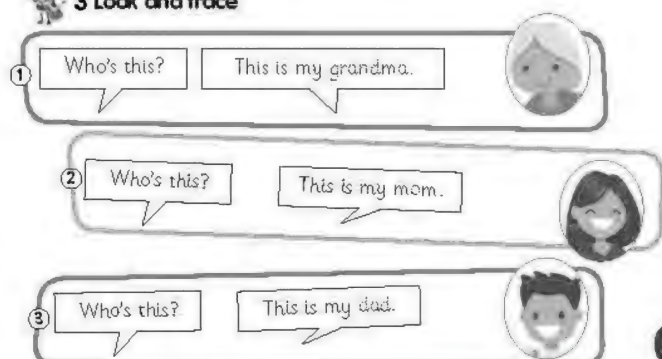 3 Look and trace
1 Who's this? This is my grandma.
2 Who's this? This is my mom.
3 Who's this? This is my dad.